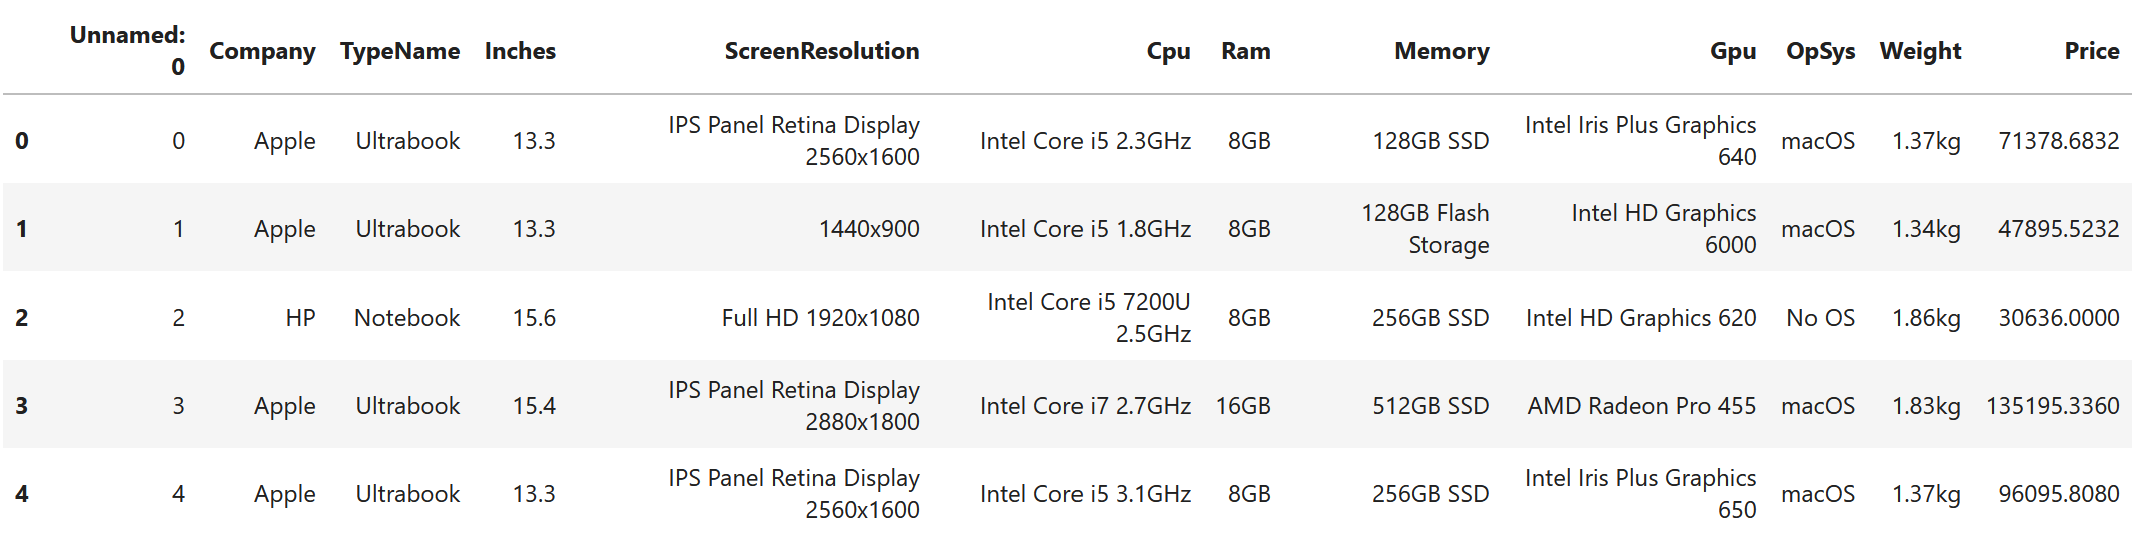 Unnamed: 0 Company TypeName Inches ScreenResolution Cpu Ram Memory Gpu OpSys Weight Price
0 0 Apple Ultrabook 13.3 IPS Panel Retina Display 2560x1600 Intel Core i5 2.3GHz 8GB 128GB SSD Intel Iris Plus Graphics 640 macOS 1.37kg 71378.6832
1 1 Apple Ultrabook 13.3 1440x900 Intel Core i5 1.8GHz 8GB 128GB Flash Storage Intel HD Graphics 6000 macOS 1.34kg 47895.5232
2 2 HP Notebook 15.6 Full HD 1920x1080 Intel Core i5 7200U 2.5GHz 8GB 256GB SSD Intel HD Graphics 620 No OS 1.86kg 30636.0000
3 3 Apple Ultrabook 15.4 IPS Panel Retina Display 2880x1800 Intel Core i7 2.7GHz 16GB 512GB SSD AMD Radeon Pro 455 macOS 1.83kg 135195.3360
4 4 Apple Ultrabook 13.3 IPS Panel Retina Display 2560x1600 Intel Core i5 3.1GHz 8GB 256GB SSD Intel Iris Plus Graphics 650 macOS 1.37kg 96095.8080